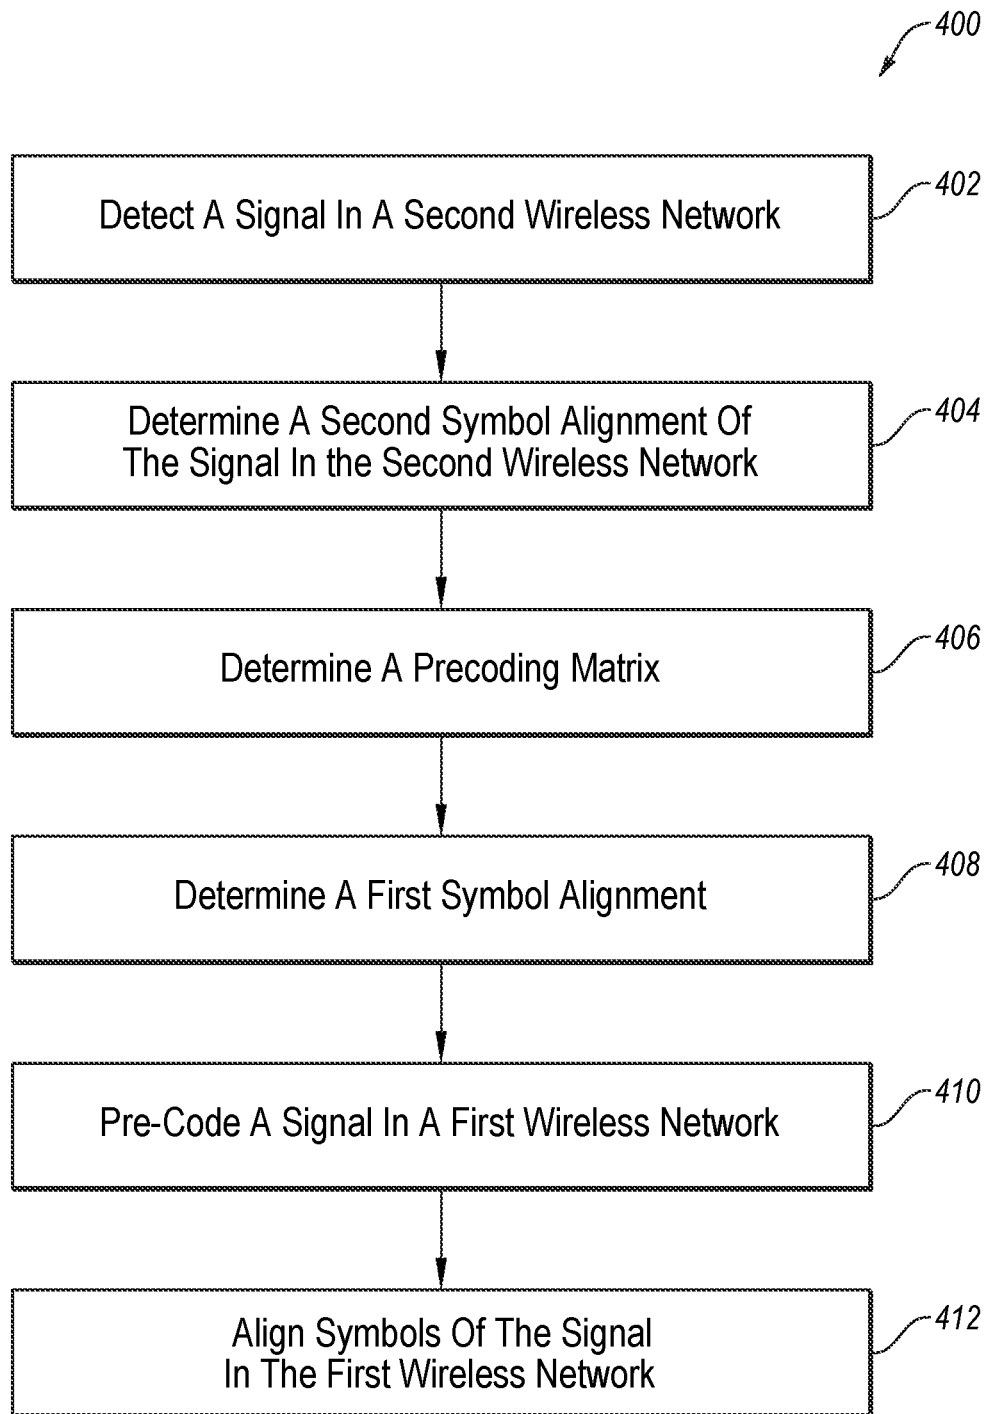 400
Detect A Signal In A Second Wireless Network
402
Determine A Second Symbol Alignment Of
The Signal In the Second Wireless Network
404
Determine A Precoding Matrix
406
Determine A First Symbol Alignment
408
Pre-Code A Signal In A First Wireless Network
410
Align Symbols Of The Signal
In The First Wireless Network
412